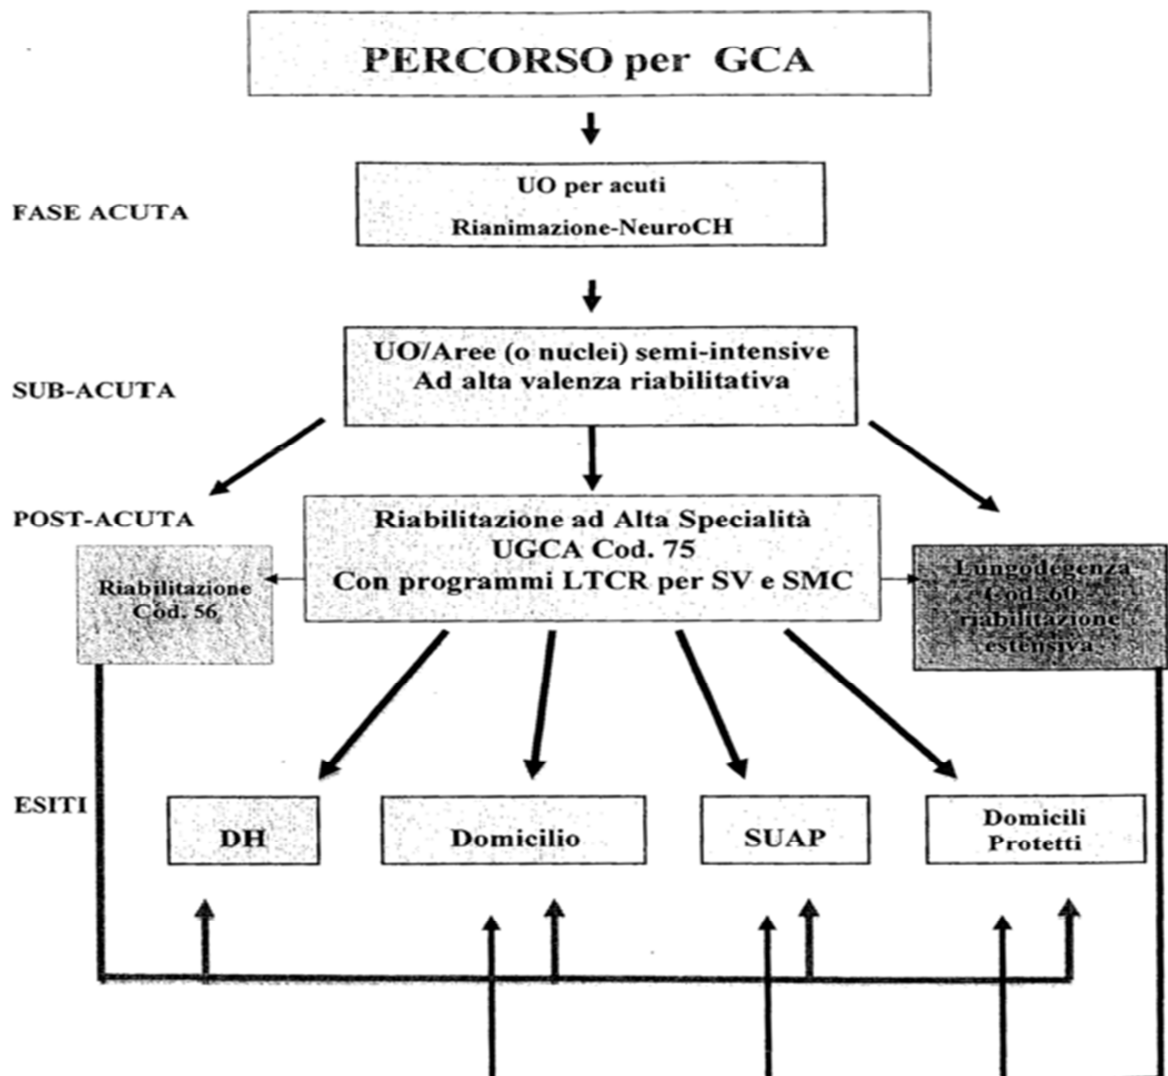 PERCORSO per GCA
FASE ACUTA
UO per acuti
Rianimazione-NeuroCH
SUB-ACUTA
UO/Aree (o nuclei) semi-intensive
Ad alta valenza riabilitativa
POST-ACUTA
Riabilitazione ad Alta Specialità
UGCA Cod. 75
Con programmi LTCR per SV e SMC
Riabilitazione
Cod. 56
Lungodegenza
Cod. 60
riabilitazione
estensiva
ESITI
DH
Domicilio
SUAP
Domicili
Protetti